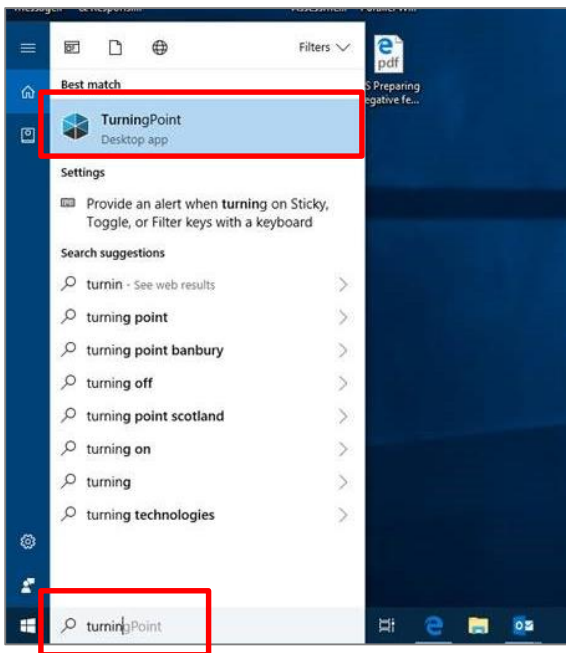 Filters
pdf
S Preparing
egative fe...
Best match
TurningPoint
Desktop app
Settings
Provide an alert when turning on Sticky,
Toggle, or Filter keys with a keyboard
Search suggestions
turnin - See web results
turning point
turning point banbury
turning off
turning point scotland
turning on
turning
turning technologies
turningPoint